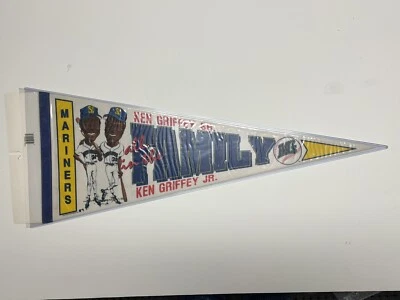 MARINERS
KEN GRIFFEY SR.
FAMILY
KEN GRIFFEY JR.